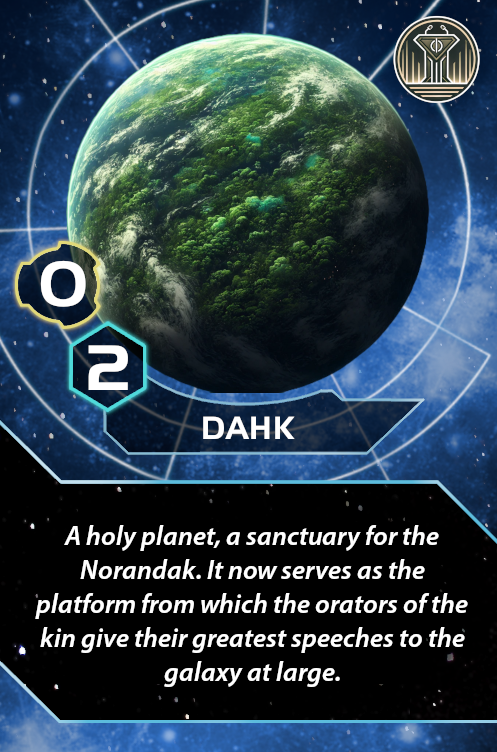 0
2
DAHK
A holy planet, a sanctuary for the
Norandak. It now serves as the
platform from which the orators of the
kin give their greatest speeches to the
galaxy at large.